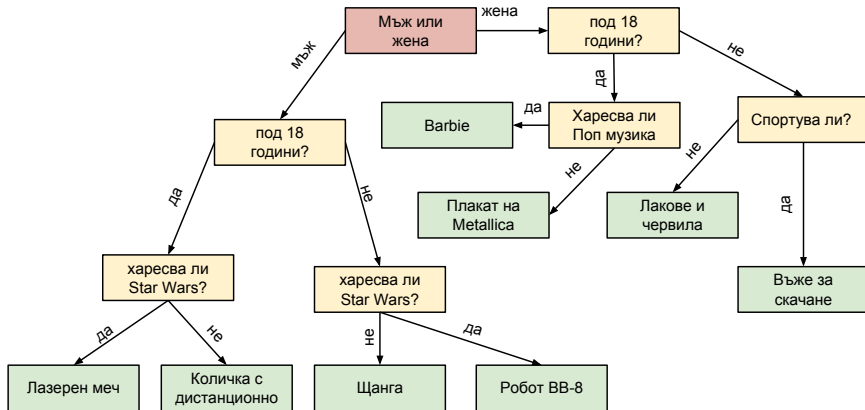 Мъж или
жена
жена
под 18
години?
мъж
да
не
под 18
години?
Barbie
да
Харесва ли
Поп музика
Спортува ли?
да
не
не
не
да
Плакат на
Metallica
Лакове и
червила
харесва ли
Star Wars?
харесва ли
Star Wars?
Въже за
скачане
да
не
не
да
Лазерен меч
Количка с
дистанционно
Щанга
Робот BB-8